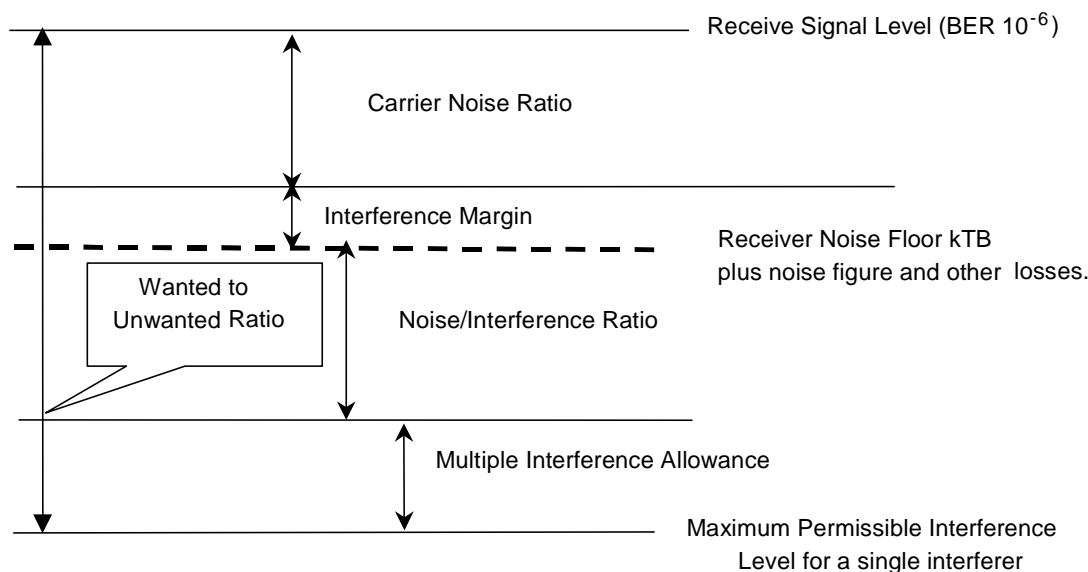 Receive Signal Level (BER 10-6)
Carrier Noise Ratio
Interference Margin
Receiver Noise Floor kTB
plus noise figure and other losses.
Wanted to
Unwanted Ratio
Noise/Interference Ratio
Multiple Interference Allowance
Maximum Permissible Interference
Level for a single interferer